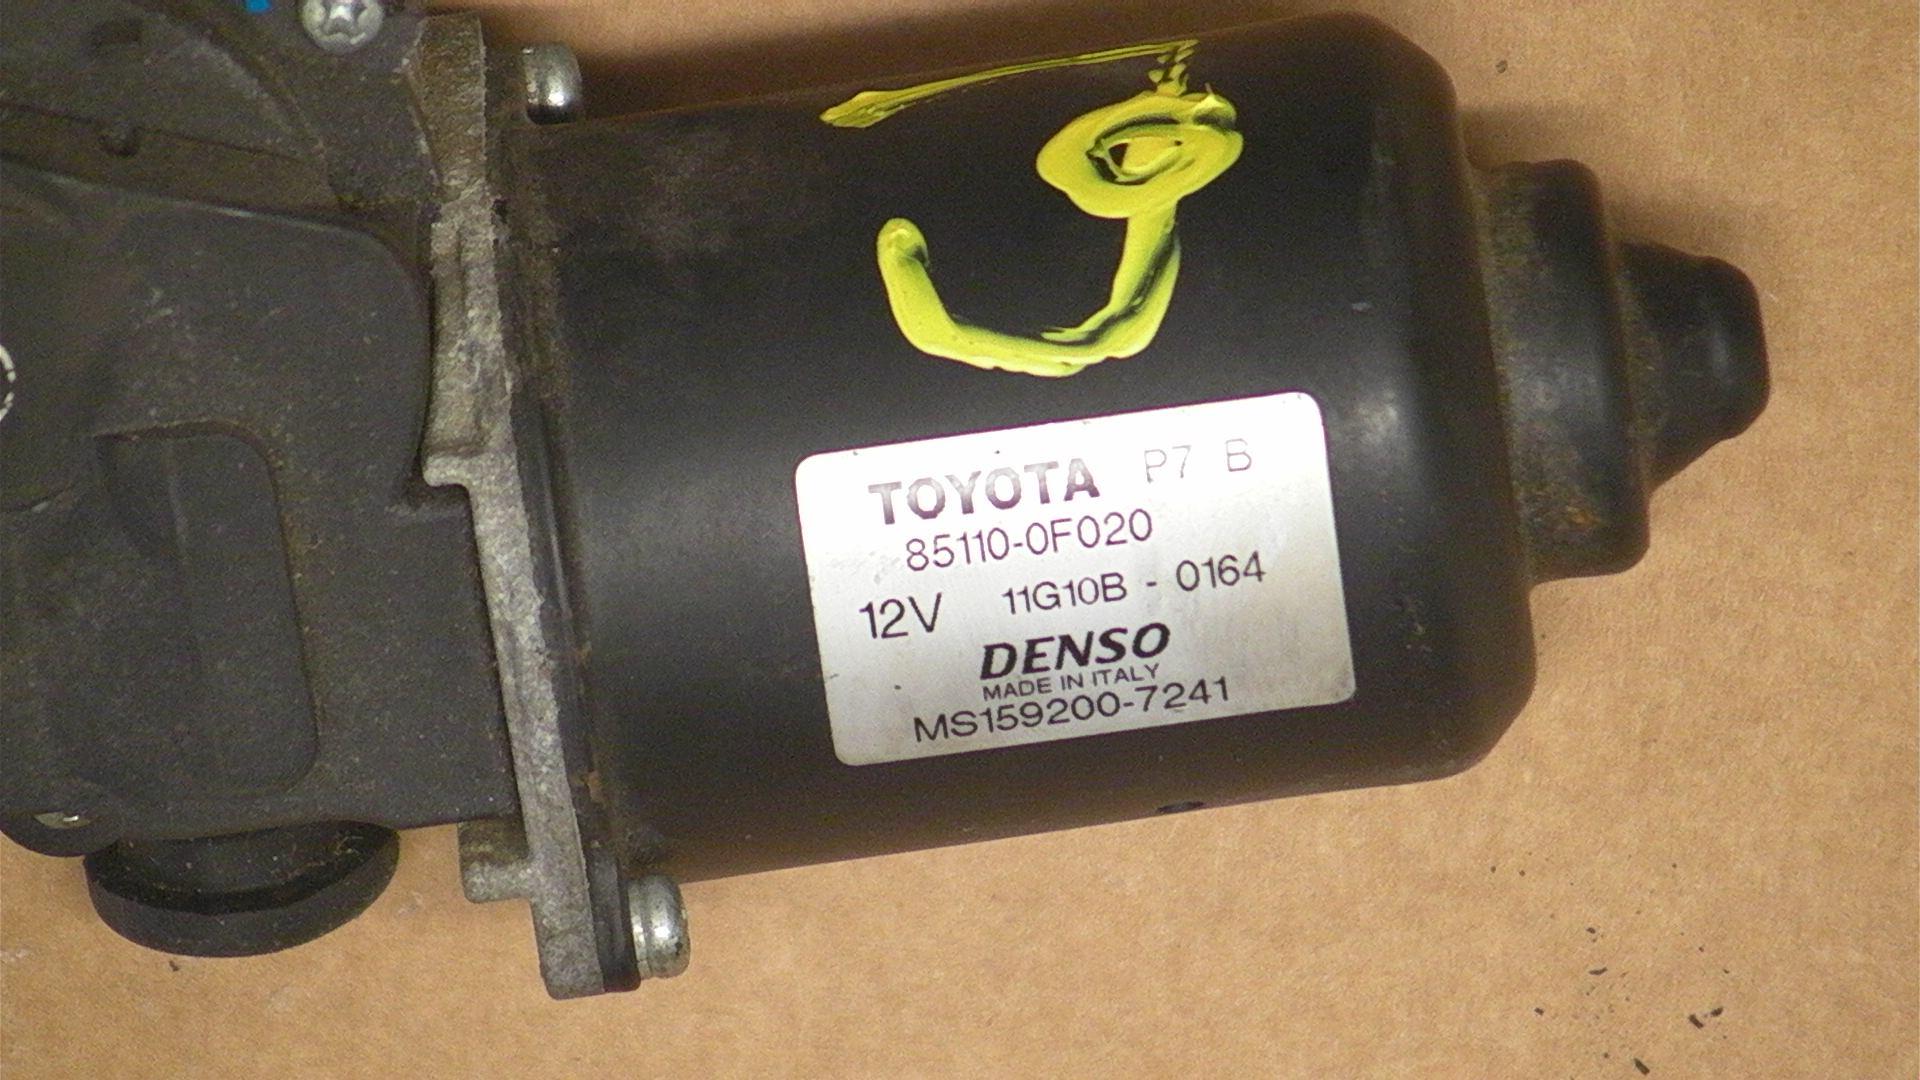 TOYOTA P7 B
85110-0F020
12V 11G10B - 0164
DENSO
MADE IN ITALY
MS159200-7241